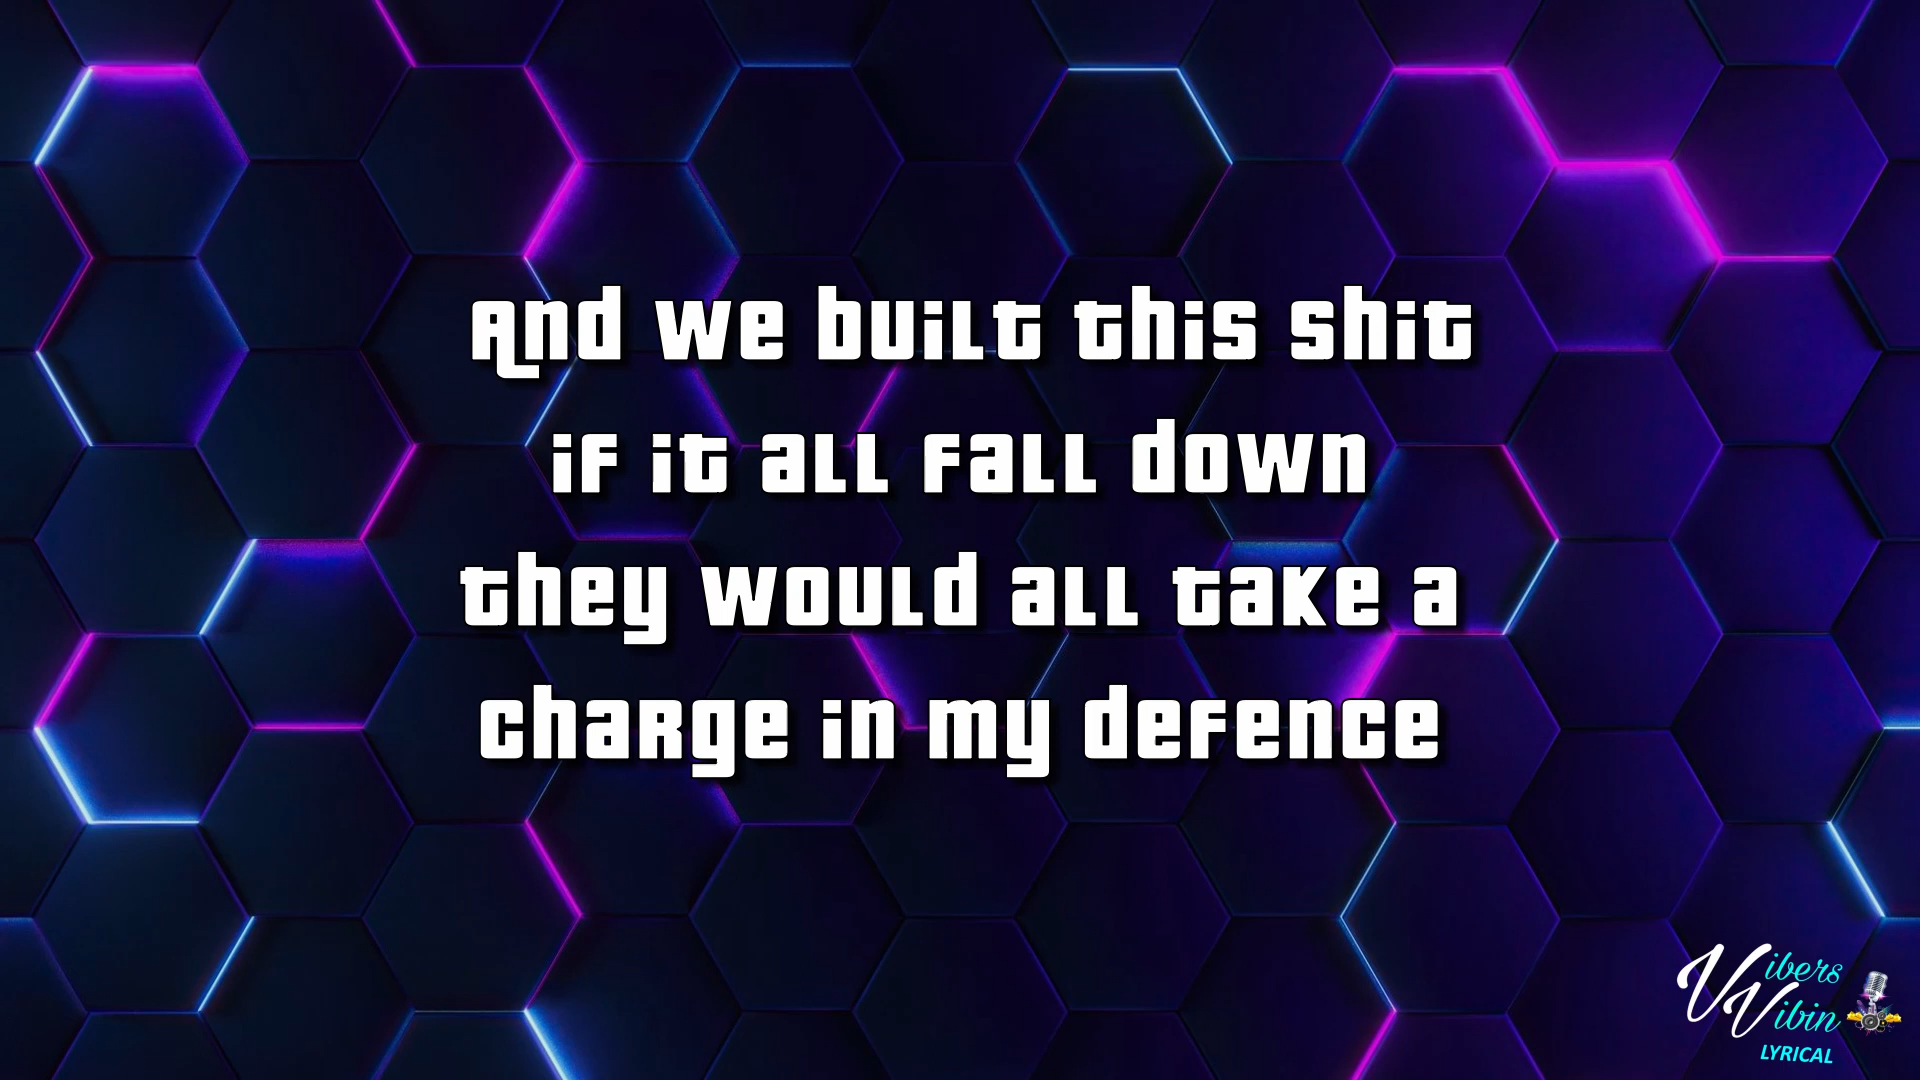 And we built this shit
if it all fall down
they would all take a
charge in my defence
Vibers
Vibin
LYRICAL